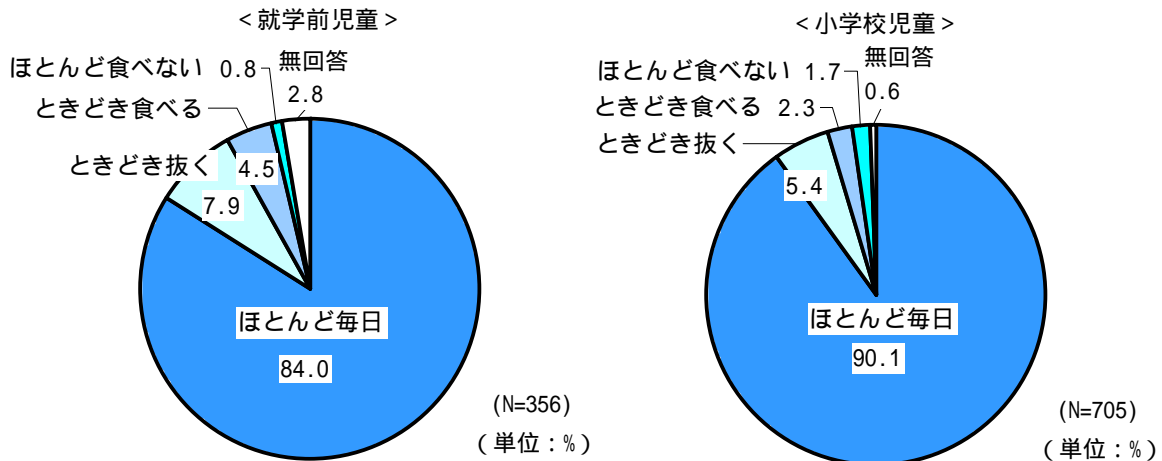 <就学前児童>
ほとんど食べない 0.8 無回答
2.8
ときどき食べる
4.5
ときどき抜く
7.9
ほとんど毎日
84.0
(N=356)
(単位:%)
<小学校児童>
無回答
ほとんど食べない 1.7
0.6
ときどき食べる 2.3
ときどき抜く
5.4
ほとんど毎日
90.1
(N=705)
(単位:%)